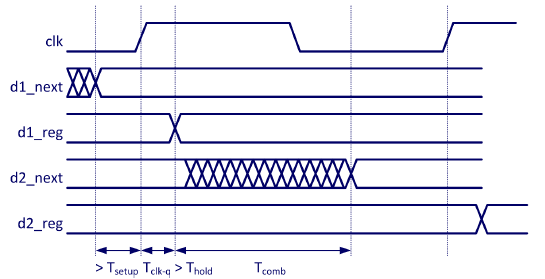 clk
d1_next
d1_reg
d2_next
d2_reg
> Tsetup Tclk-q > Thold Tcomb